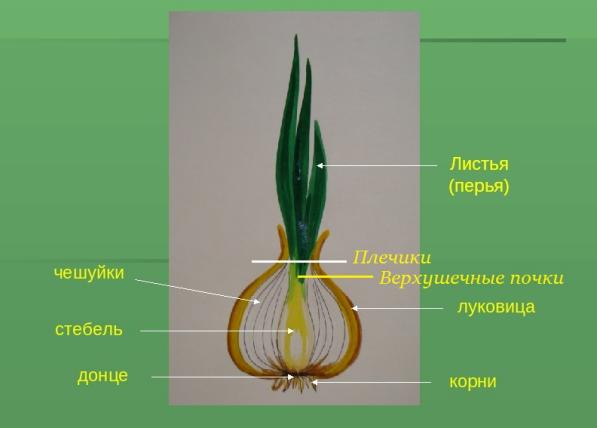 Листья
(перья)
Плечики
чешуйки
Верхушечные почки
луковица
стебель
донце
корни